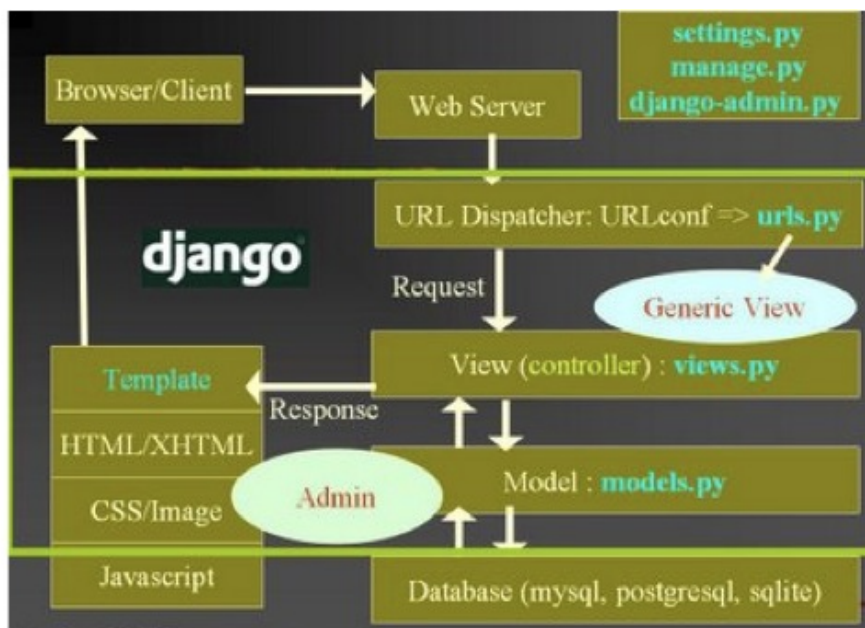 settings.py
manage.py
django-admin.py
Browser/Client
Web Server
URL Dispatcher: URLconf => urls.py
django
Request
Generic View
View (controller) : views.py
Template
Response
HTML/XHTML
Admin
Model : models.py
CSS/Image
Javascript
Database (mysql, postgresql, sqlite)